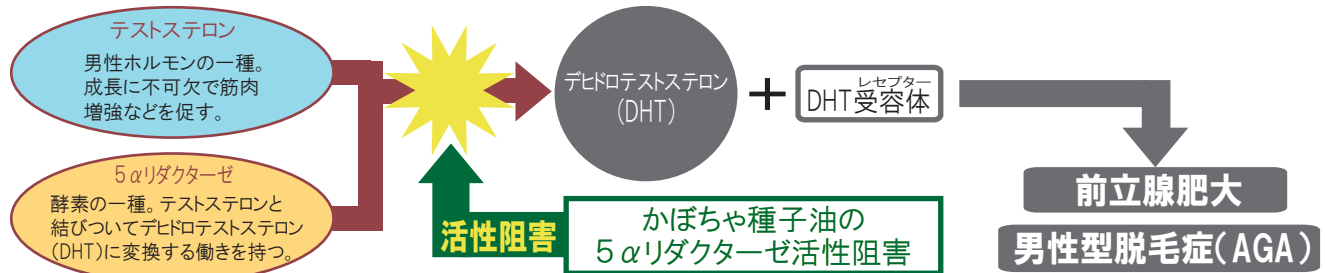 テストステロン
男性ホルモンの一種。
成長に不可欠で筋肉
増強などを促す。
5αリダクターゼ
酵素の一種。テストステロンと
結びついてデヒドロテストステロン
(DHT)に変換する働きを持つ。
デヒドロテストステロン
(DHT)
+
レセプター
DHT受容体
活性阻害
かぼちゃ種子油の
5αリダクターゼ活性阻害
前立腺肥大
男性型脱毛症(AGA)